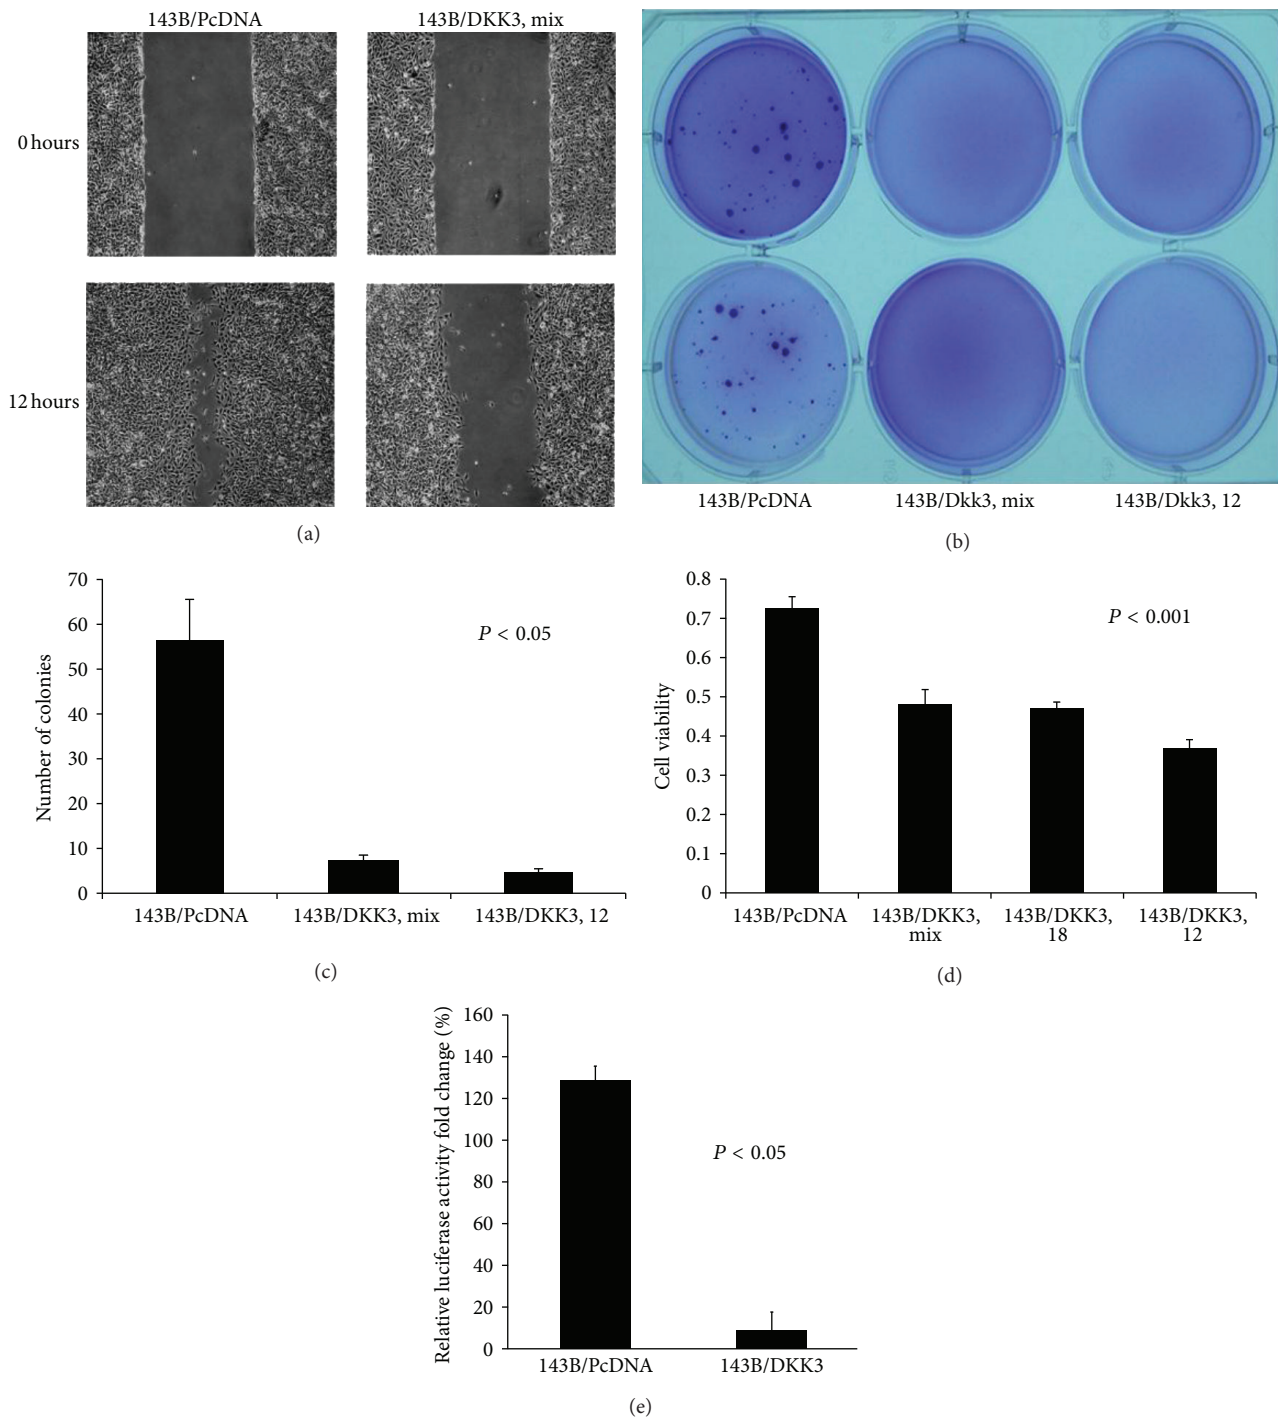 143B/PcDNA
143B/DKK3, mix
0 hours
12 hours
(a)
143B/PcDNA
143B/Dkk3, mix
143B/Dkk3, 12
(b)
Number of colonies
70
60
50
40
30
20
10
0
P < 0.05
143B/PcDNA
143B/DKK3, mix
143B/DKK3, 12
(c)
Cell viability
0.8
0.7
0.6
0.5
0.4
0.3
0.2
0.1
0
P < 0.001
143B/PcDNA
143B/DKK3,
mix
143B/DKK3,
18
143B/DKK3,
12
(d)
Relative luciferase activity fold change (%)
160
140
120
100
80
60
40
20
0
P < 0.05
143B/PcDNA
143B/DKK3
(e)